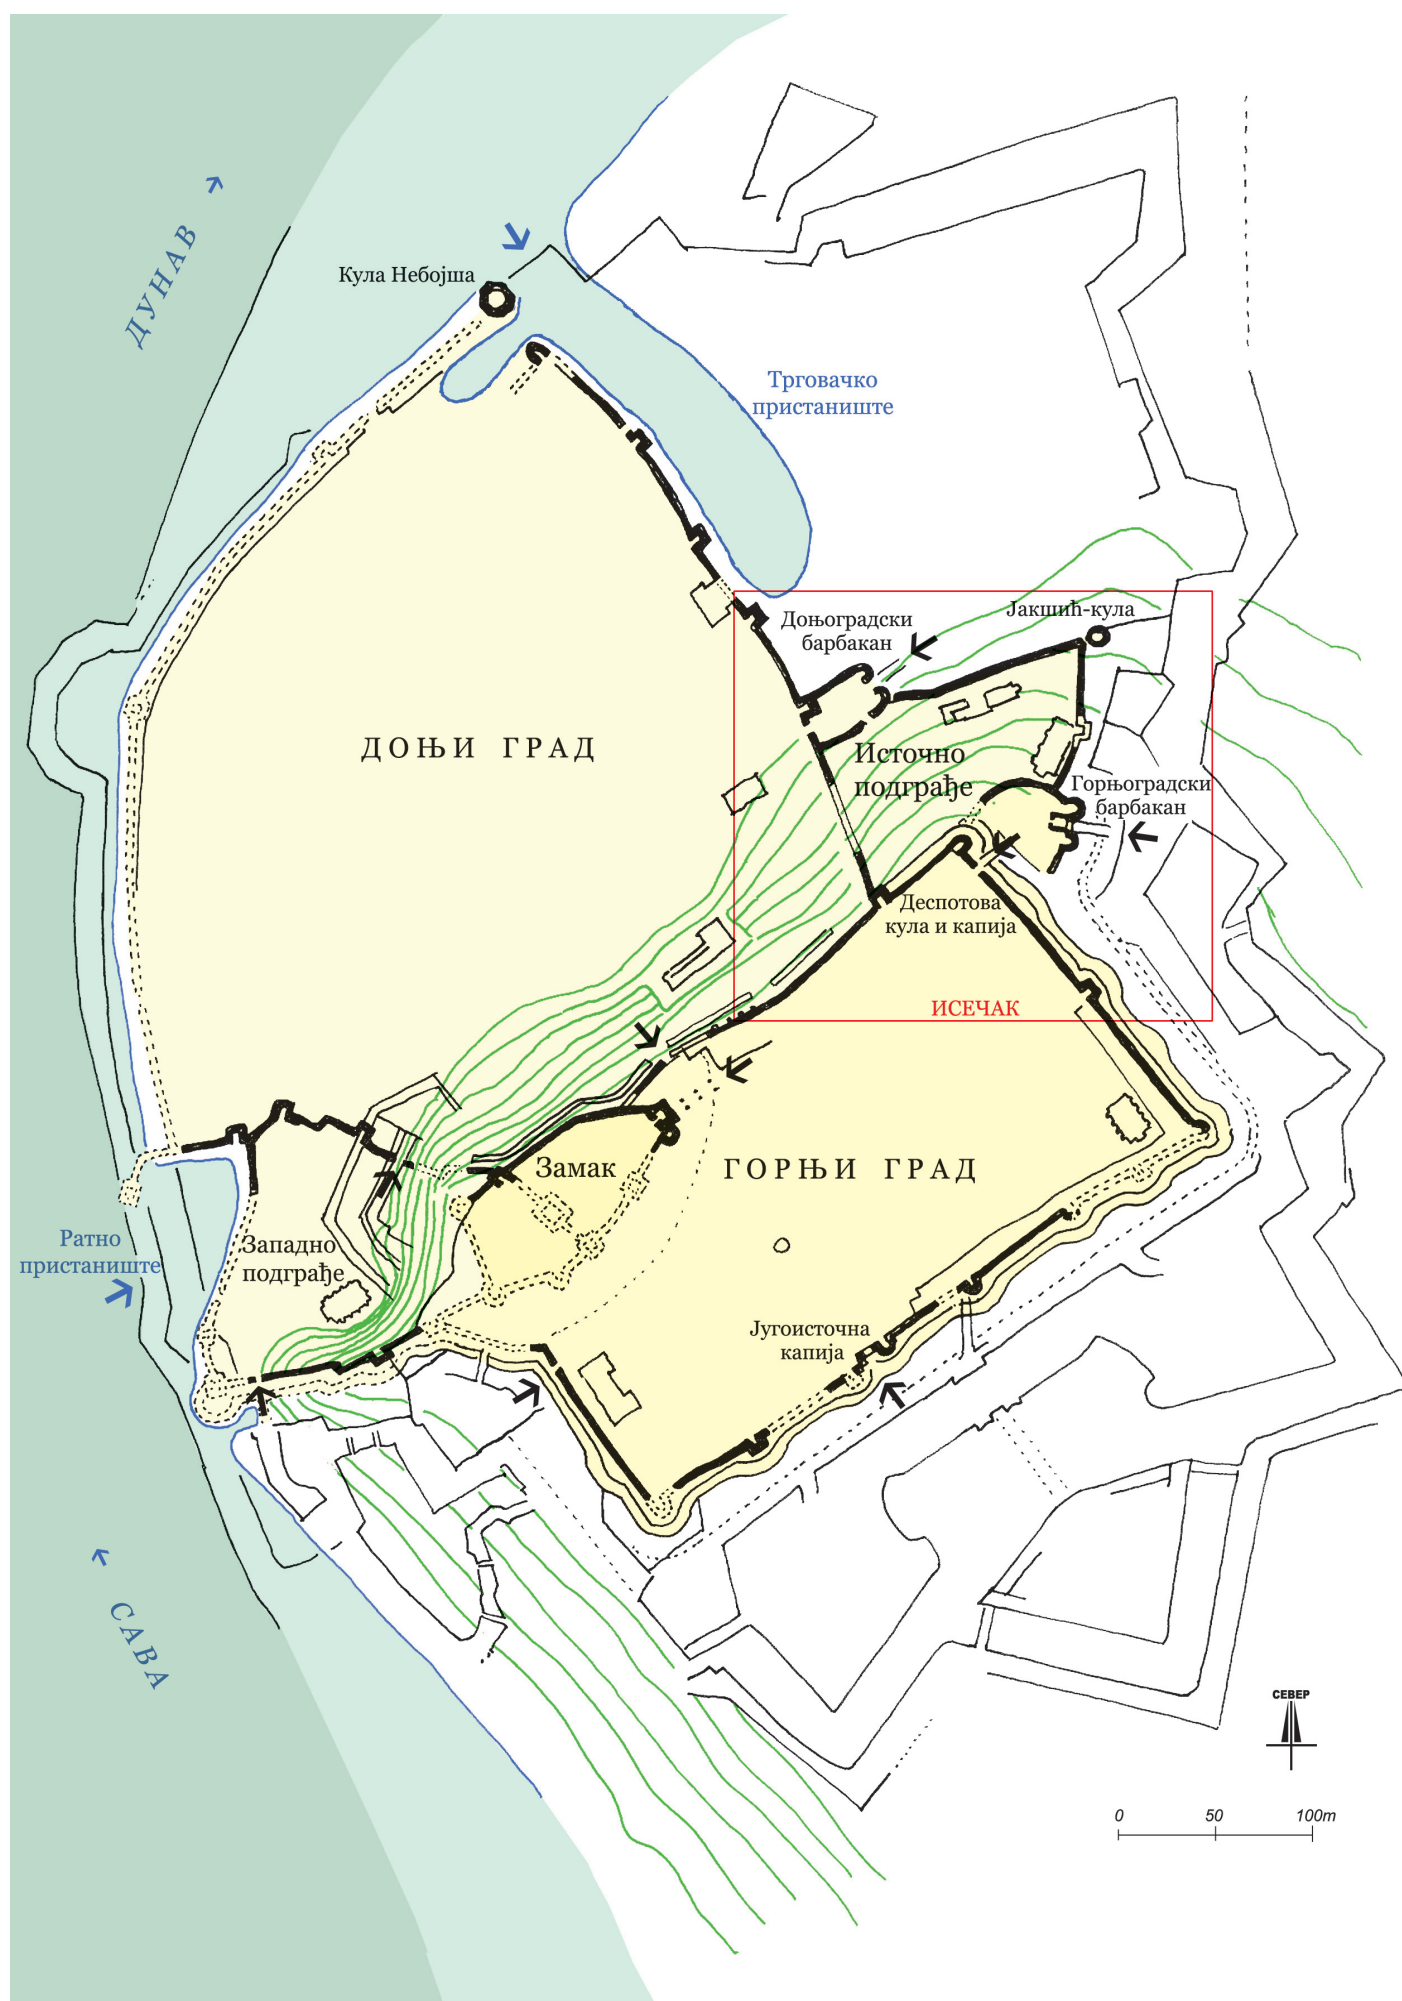 ДУНАВ
Кула Небојша
Трговачко
пристаниште
Доњоградски
барбакан
Јакшић-кула
ДОЊИ ГРАД
Источно
подграђе
Горњоградски
барбакан
Деспотова
кула и капија
ИСЕЧАК
Замак
ГОРЊИ ГРАД
Ратно
пристаниште
Западно
подграђе
Југоисточна
капија
САВА
СЕВЕР
0 50 100m